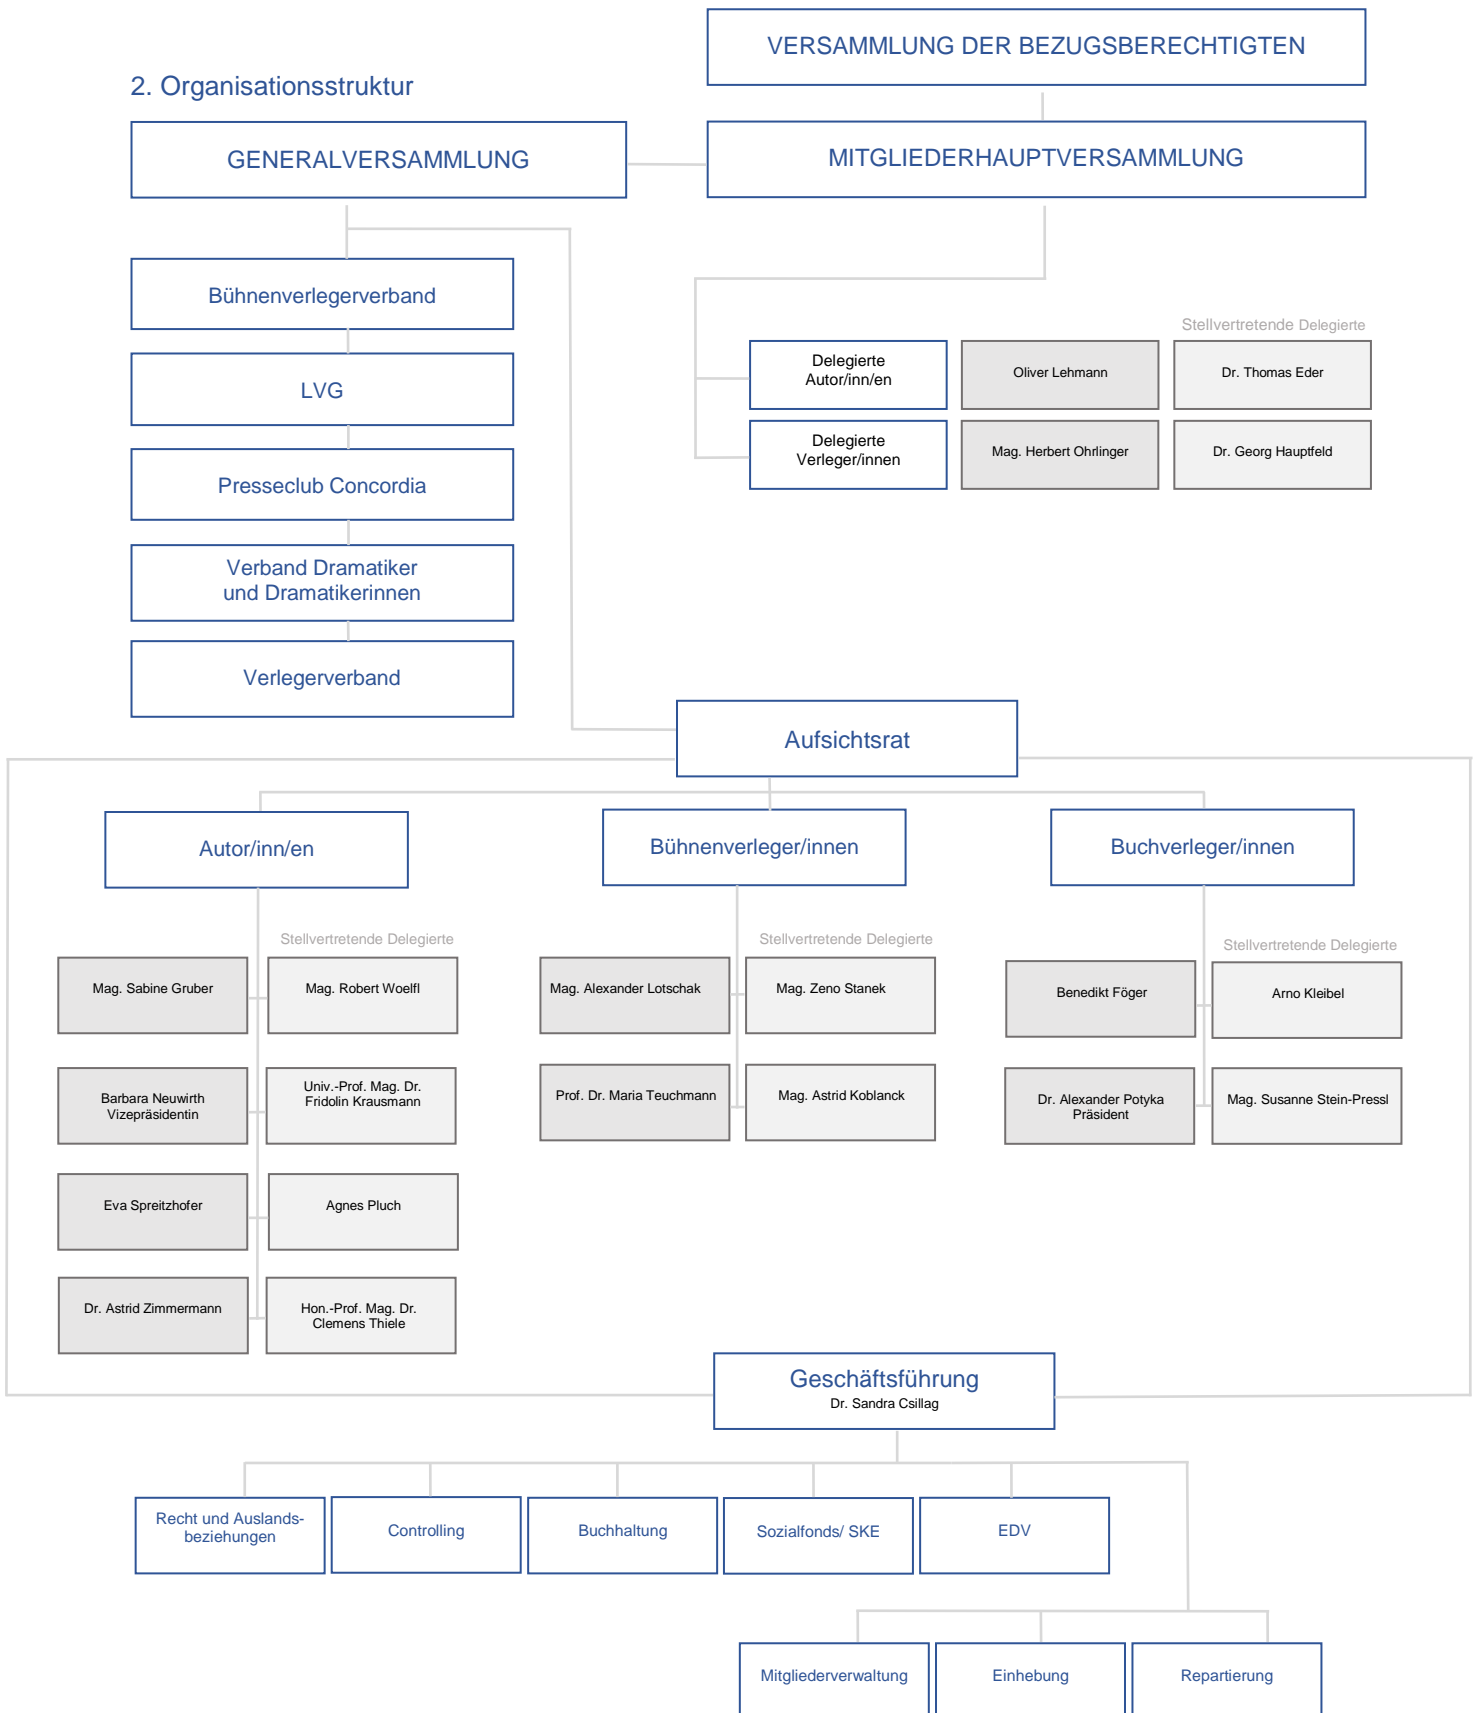 VERSAMMLUNG DER BEZUGSBERECHTIGTEN
2. Organisationsstruktur
GENERALVERSAMMLUNG
MITGLIEDERHAUPTVERSAMMLUNG
Bühnenverlegerverband
LVG
Presseclub Concordia
Verband Dramatiker
und Dramatikerinnen
Verlegerverband
Stellvertretende Delegierte
Delegierte
Autor/inn/en
Oliver Lehmann
Dr. Thomas Eder
Delegierte
Verleger/innen
Mag. Herbert Ohrlinger
Dr. Georg Hauptfeld
Aufsichtsrat
Autor/inn/en
Stellvertretende Delegierte
Mag. Sabine Gruber
Mag. Robert Woelfl
Barbara Neuwirth
Vizepräsidentin
Univ.-Prof. Mag. Dr.
Fridolin Krausmann
Eva Spreitzhofer
Agnes Pluch
Dr. Astrid Zimmermann
Hon.-Prof. Mag. Dr.
Clemens Thiele
Bühnenverleger/innen
Stellvertretende Delegierte
Mag. Alexander Lotschak
Mag. Zeno Stanek
Prof. Dr. Maria Teuchmann
Mag. Astrid Koblanck
Buchverleger/innen
Stellvertretende Delegierte
Benedikt Föger
Arno Kleibel
Dr. Alexander Potyka
Präsident
Mag. Susanne Stein-Pressl
Geschäftsführung
Dr. Sandra Csillag
Recht und Auslands-
beziehungen
Controlling
Buchhaltung
Sozialfonds/ SKE
EDV
Mitgliederverwaltung
Einhebung
Repartierung